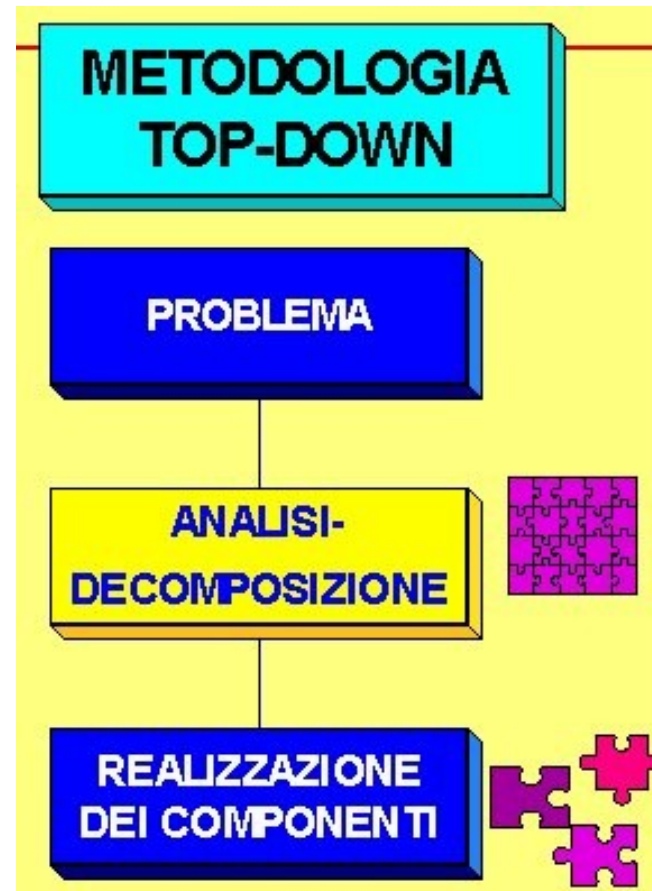 METODOLOGIA
TOP-DOWN
PROBLEMA
ANALISI-
DECOMPOSIZIONE
REALIZZAZIONE
DEI COMPONENTI